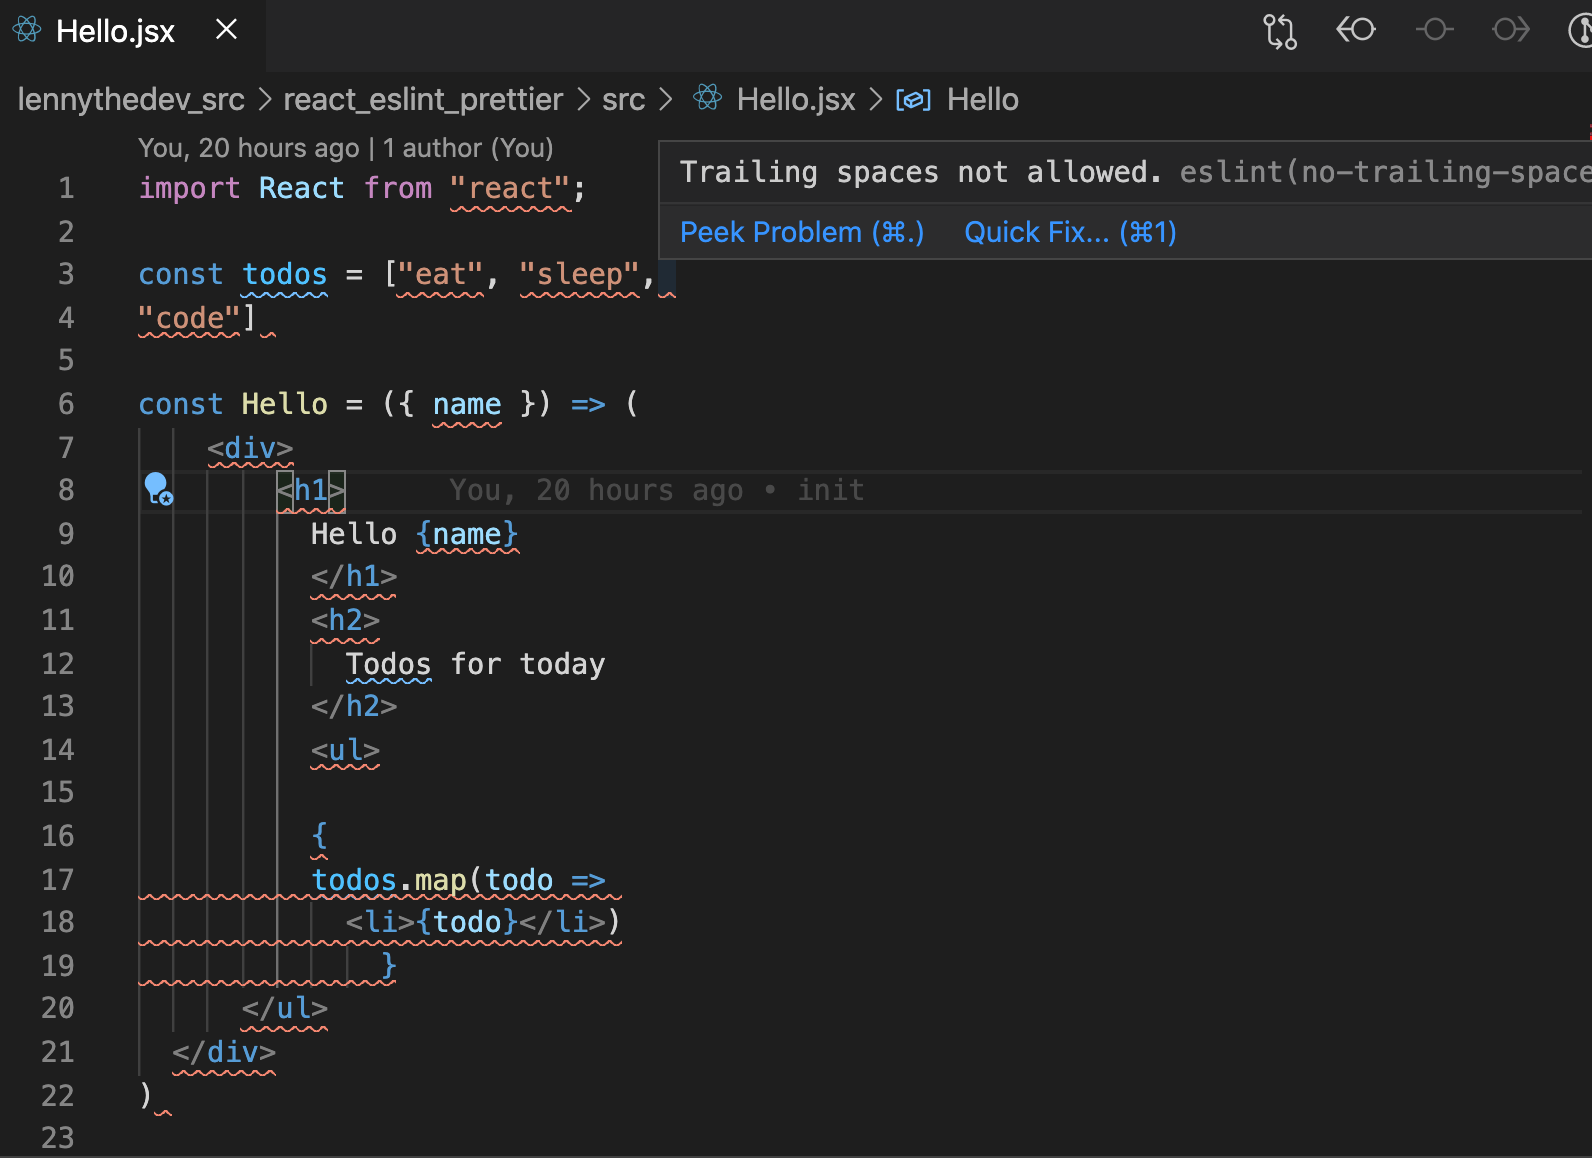 Hello.jsx
lennythedev_src > react_eslint_prettier > src > Hello.jsx > Hello
You, 20 hours ago | 1 author (You)
Trailing spaces not allowed. eslint(no-trailing-space
Peek Problem (⌘.) Quick Fix... (⌘1)
1 import React from "react";
2
3 const todos = ["eat", "sleep",
4 "code"]
5
6 const Hello = ({ name }) => (
7 <div>
8 <h1> You, 20 hours ago • init
9 Hello {name}
10 </h1>
11 <h2>
12 Todos for today
13 </h2>
14 <ul>
15
16 {
17 todos.map(todo =>
18 <li>{todo}</li>)
19 }
20 </ul>
21 </div>
22 )
23